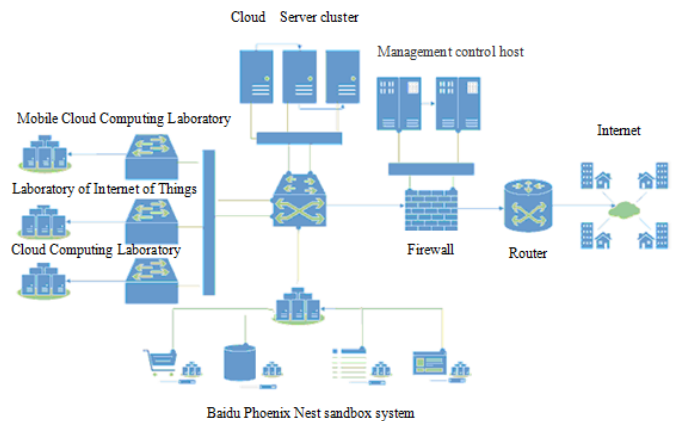 Cloud Server cluster
Management control host
Mobile Cloud Computing Laboratory
Internet
Laboratory of Internet of Things
Cloud Computing Laboratory
Firewall
Router
Baidu Phoenix Nest sandbox system